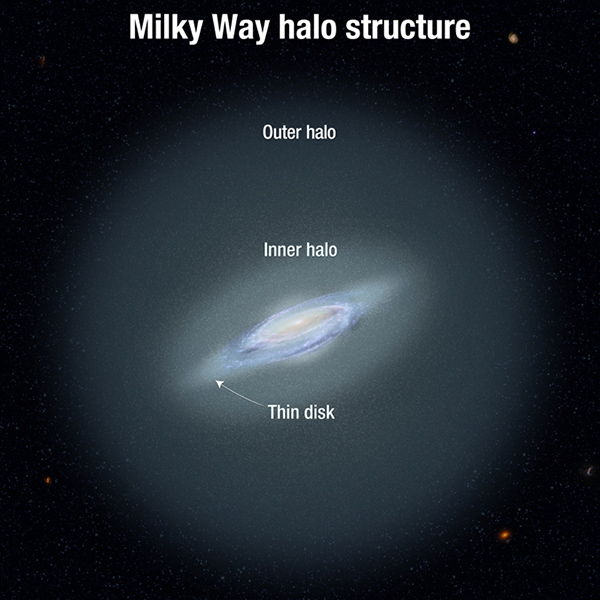 Milky Way halo structure
Outer halo
Inner halo
Thin disk